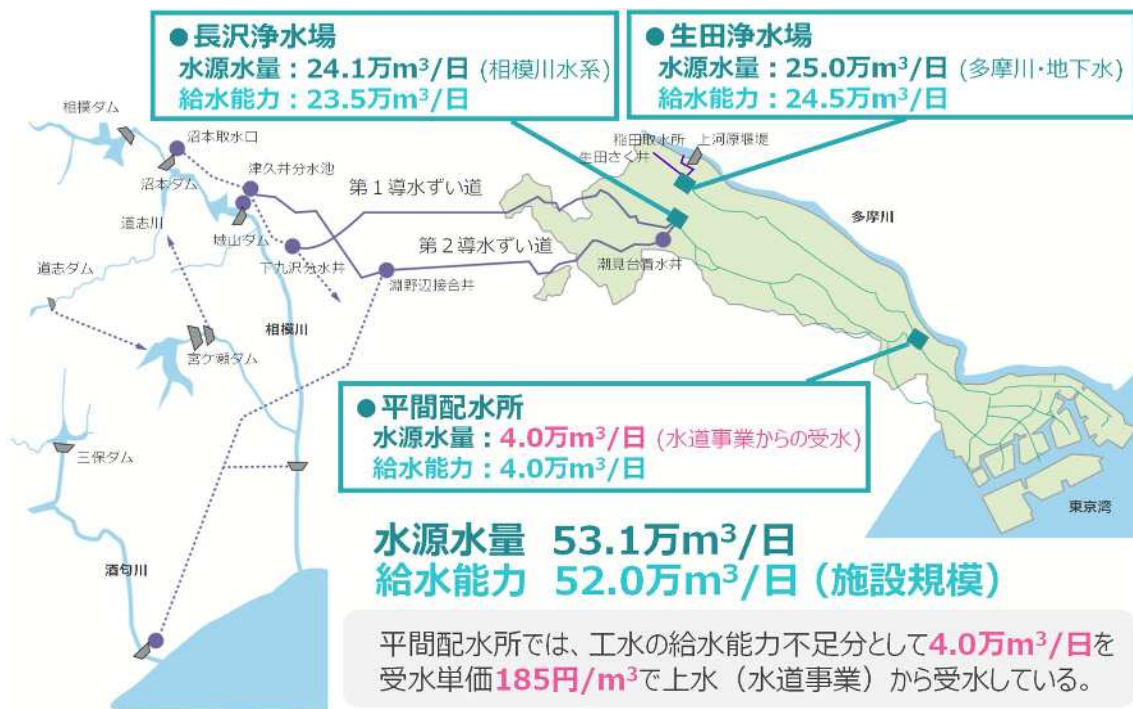 ●長沢浄水場
水源水量：24.1万m³/日 (相模川水系)
給水能力：23.5万m³/日
●生田浄水場
水源水量：25.0万m³/日 (多摩川・地下水)
給水能力：24.5万m³/日
相模ダム
沼本取水口
津久井分水池
沼本ダム
道志川
城山ダム
下九沢分水井
道志ダム
相模川
宮ケ瀬ダム
第１導水ずい道
第２導水ずい道
淵野辺接合井
稲田取水所
上河原堰堤
生田さく井
多摩川
潮見台着水井
●平間配水所
水源水量：4.0万m³/日 (水道事業からの受水)
給水能力：4.0万m³/日
三保ダム
酒匂川
東京湾
水源水量 53.1万m³/日
給水能力 52.0万m³/日 (施設規模)
平間配水所では、工水の給水能力不足分として4.0万m³/日を
受水単価185円/m³で上水（水道事業）から受水している。